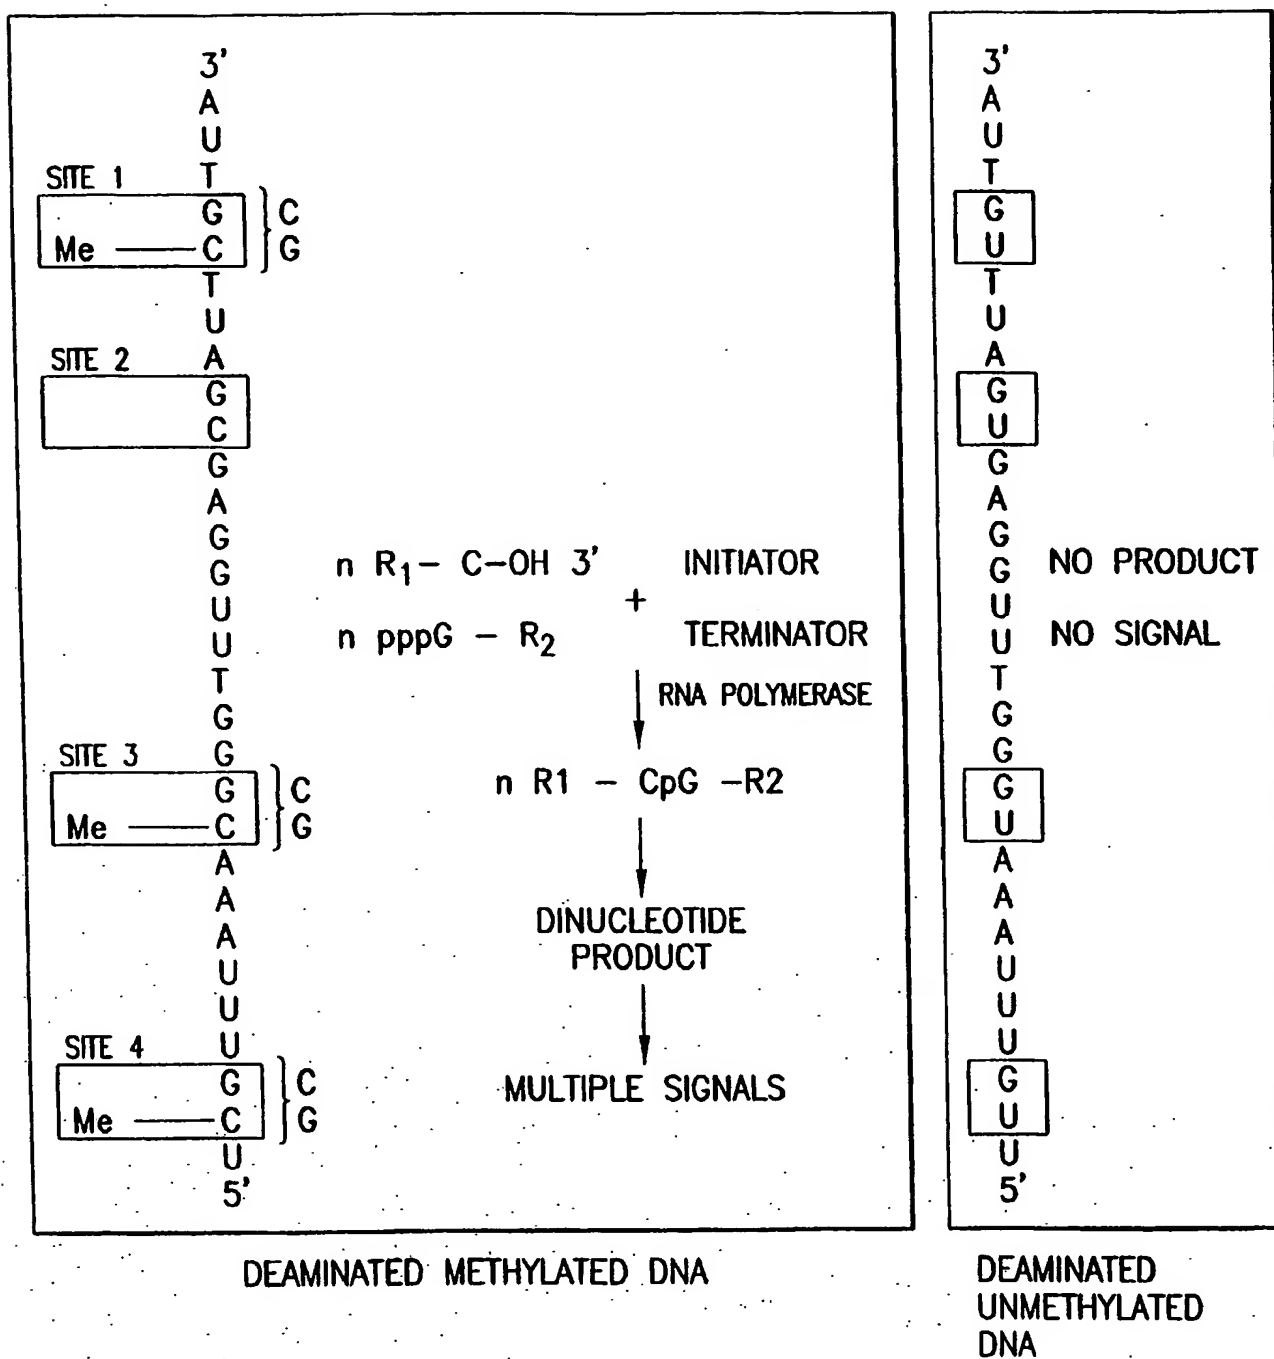 3'
A
U
T
SITE 1
G C
Me C G
T
U
A
SITE 2
G
C
G
A
G
G
U
U
T
G
G
SITE 3
G C
Me C G
A
A
A
U
U
U
SITE 4
G C
Me C G
U
5'
n R1 – C–OH 3' INITIATOR
+
n pppG – R2 TERMINATOR
RNA POLYMERASE
n R1 – CpG –R2
DINUCLEOTIDE
PRODUCT
MULTIPLE SIGNALS
DEAMINATED METHYLATED DNA
3'
A
U
T
G
U
T
U
A
G
U
G
A
G
G
U
U
T
G
G
G
U
A
A
A
U
U
U
G
U
U
5'
NO PRODUCT
NO SIGNAL
DEAMINATED
UNMETHYLATED
DNA